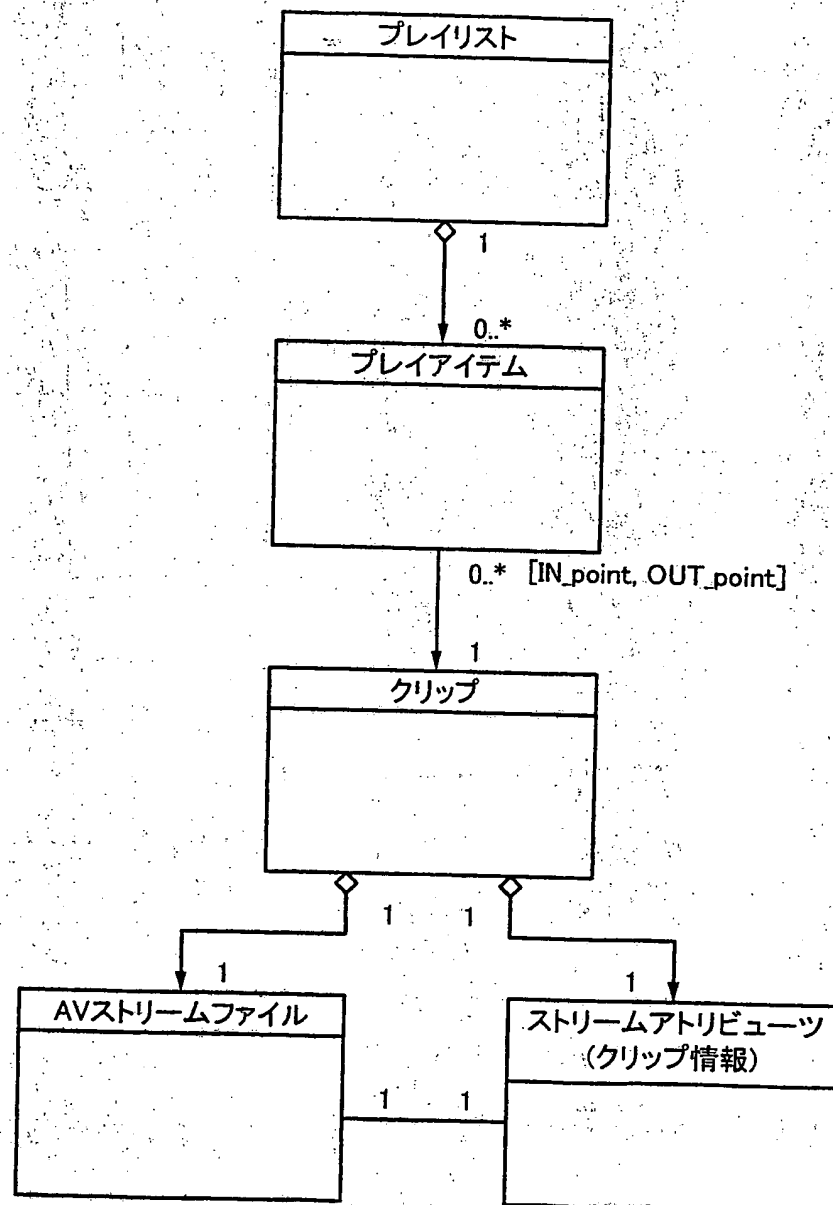 プレイリスト
1
0..*
プレイアイテム
0..* [IN_point, OUT_point]
1
クリップ
1 1
1 1
AVストリームファイル
ストリームアトリビューツ
(クリップ情報)
1 1